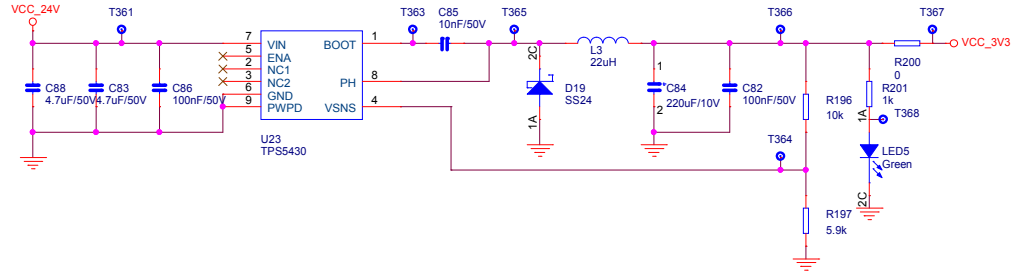 VCC_24V
T361
T363
C85
10nF/50V
T365
T366
T367
VCC_3V3
7
VIN
BOOT
1
5
ENA
2
NC1
3
NC2
PH
8
6
GND
9
PWPD
VSNS
4
U23
TPS5430
C88
4.7uF/50V
C83
4.7uF/50V
C86
100nF/50V
L3
22uH
2C
D19
SS24
1A
1
C84
220uF/10V
2
C82
100nF/50V
R200
0
R201
1k
R196
10k
1A
T368
T364
LED5
Green
2C
R197
5.9k